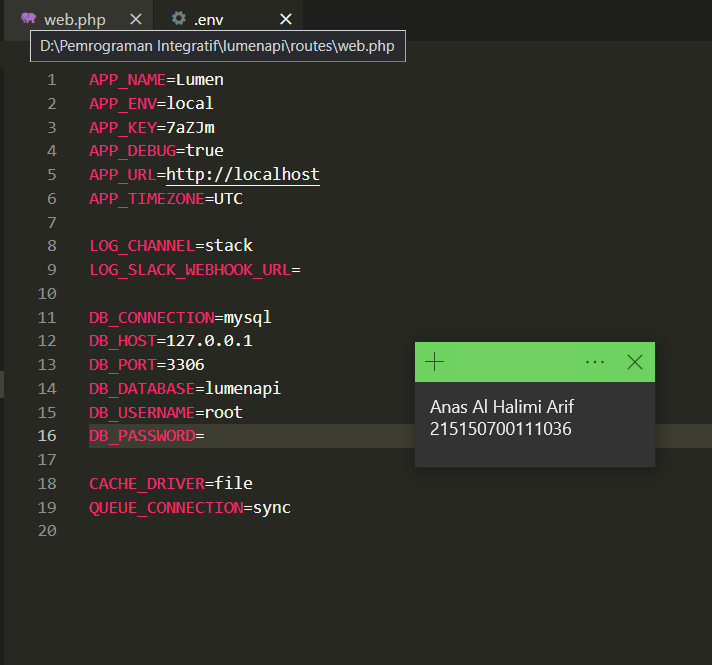 web.php
.env
D:\Pemrograman Integratif\lumenapi\routes\web.php
1 APP_NAME=Lumen
2 APP_ENV=local
3 APP_KEY=7aZJm
4 APP_DEBUG=true
5 APP_URL=http://localhost
6 APP_TIMEZONE=UTC
7
8 LOG_CHANNEL=stack
9 LOG_SLACK_WEBHOOK_URL=
10
11 DB_CONNECTION=mysql
12 DB_HOST=127.0.0.1
13 DB_PORT=3306
14 DB_DATABASE=lumenapi
15 DB_USERNAME=root
16 DB_PASSWORD=
17
18 CACHE_DRIVER=file
19 QUEUE_CONNECTION=sync
20
Anas Al Halimi Arif
215150700111036